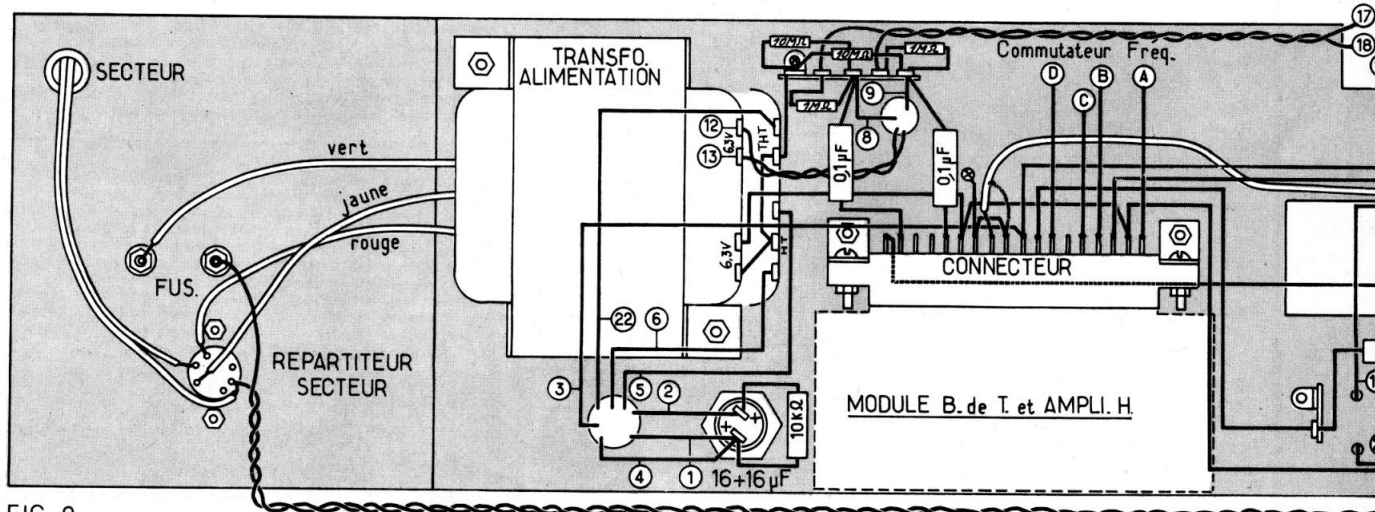 SECTEUR
TRANSFO.
ALIMENTATION
10MΩ
10MΩ
1MΩ
1MΩ
17
18
Commutateur Freq.
D
B
A
C
9
8
12
13
6,3V
THT
0,1µF
0,1µF
vert
jaune
rouge
6,3V
HT
CONNECTEUR
FUS.
REPARTITEUR
SECTEUR
22
6
3
5
2
10KΩ
MODULE B. de T. et AMPLI. H.
4
1
16+16µF